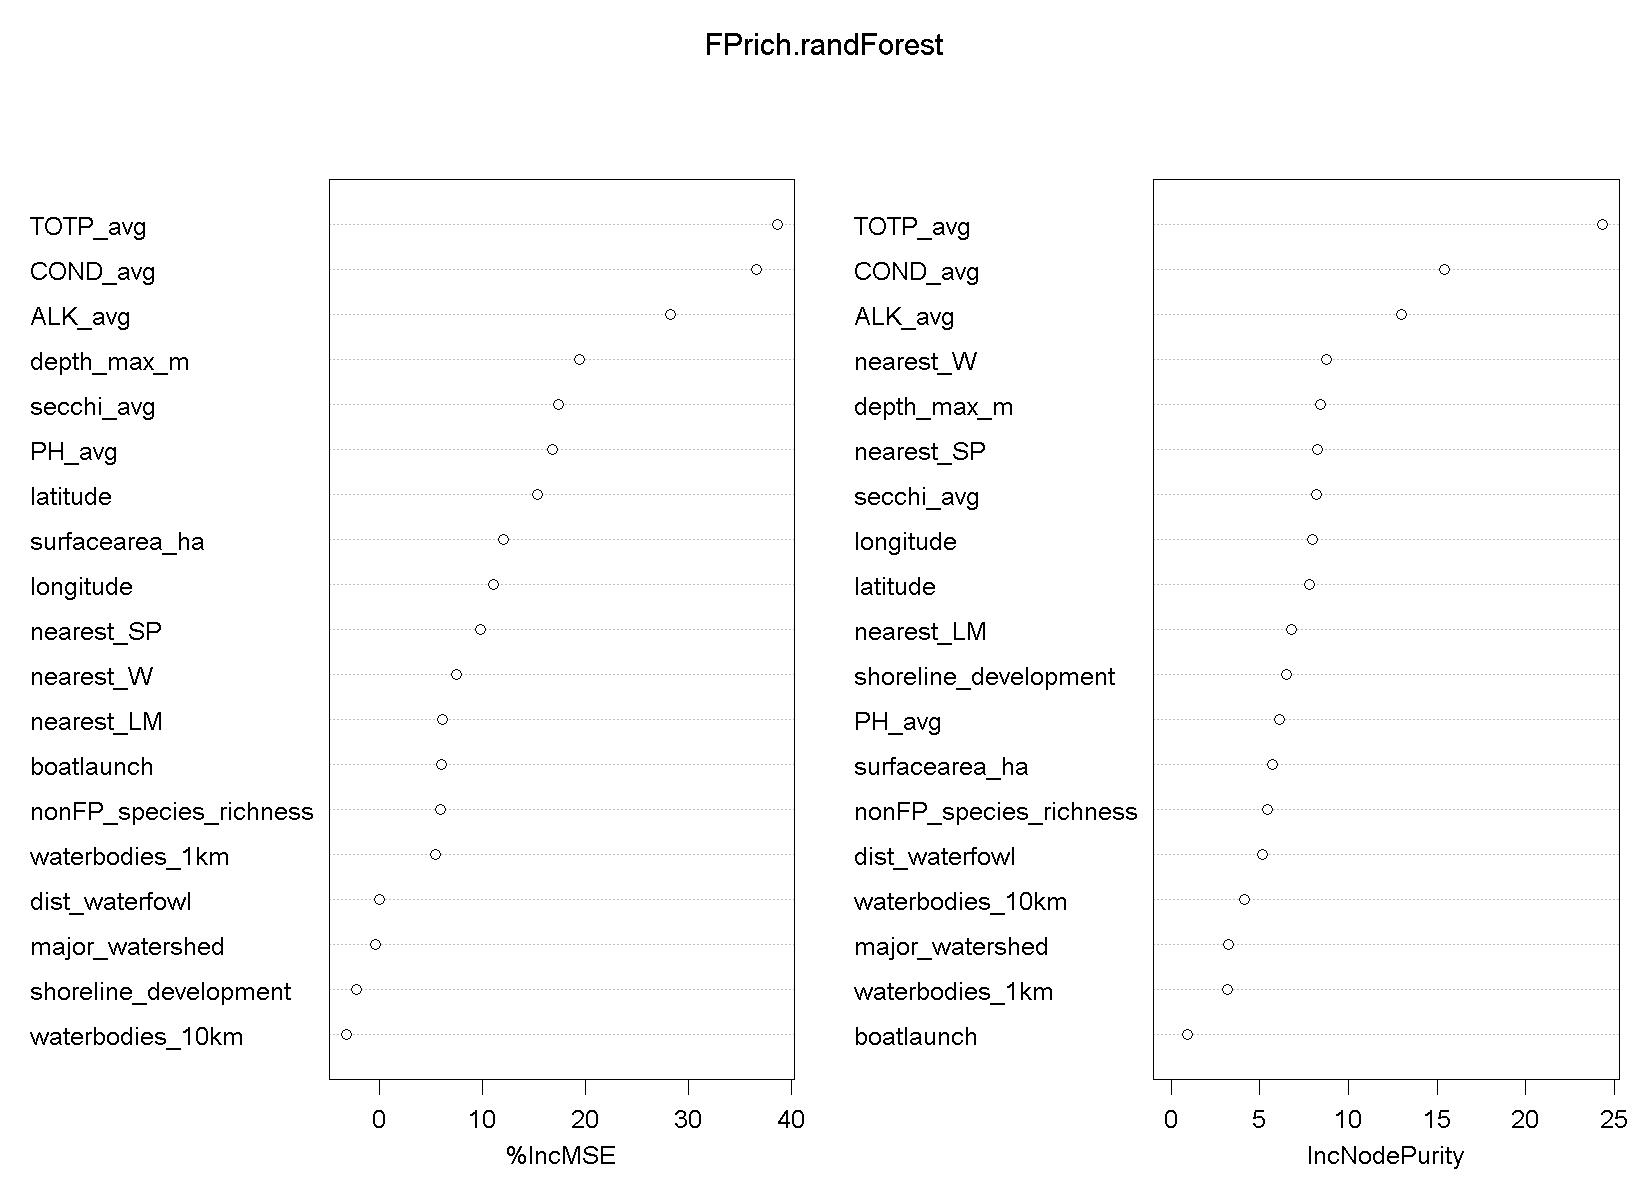 FPrich.randForest
TOTP_avg
COND_avg
ALK_avg
depth_max_m
secchi_avg
PH_avg
latitude
surfacearea_ha
longitude
nearest_SP
nearest_W
nearest_LM
boatlaunch
nonFP_species_richness
waterbodies_1km
dist_waterfowl
major_watershed
shoreline_development
waterbodies_10km
0 10 20 30 40
%IncMSE
TOTP_avg
COND_avg
ALK_avg
nearest_W
depth_max_m
nearest_SP
secchi_avg
longitude
latitude
nearest_LM
shoreline_development
PH_avg
surfacearea_ha
nonFP_species_richness
dist_waterfowl
waterbodies_10km
major_watershed
waterbodies_1km
boatlaunch
0 5 10 15 20 25
IncNodePurity